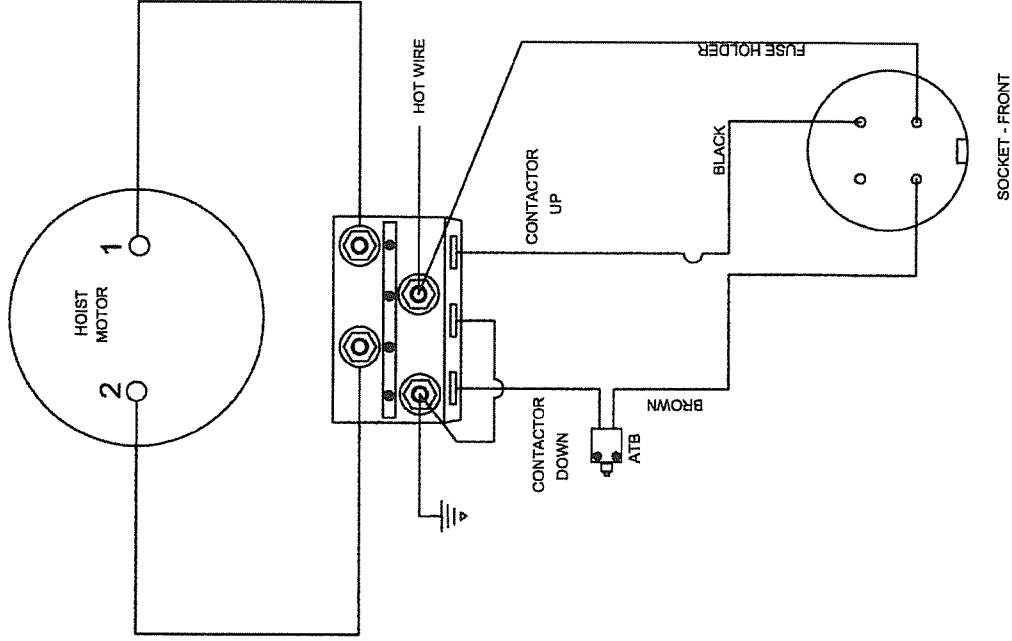 1
HOIST
MOTOR
2
HOT WIRE
FUSE HOLDER
CONTACTOR
UP
BLACK
SOCKET - FRONT
CONTACTOR
DOWN
ATB
BROWN